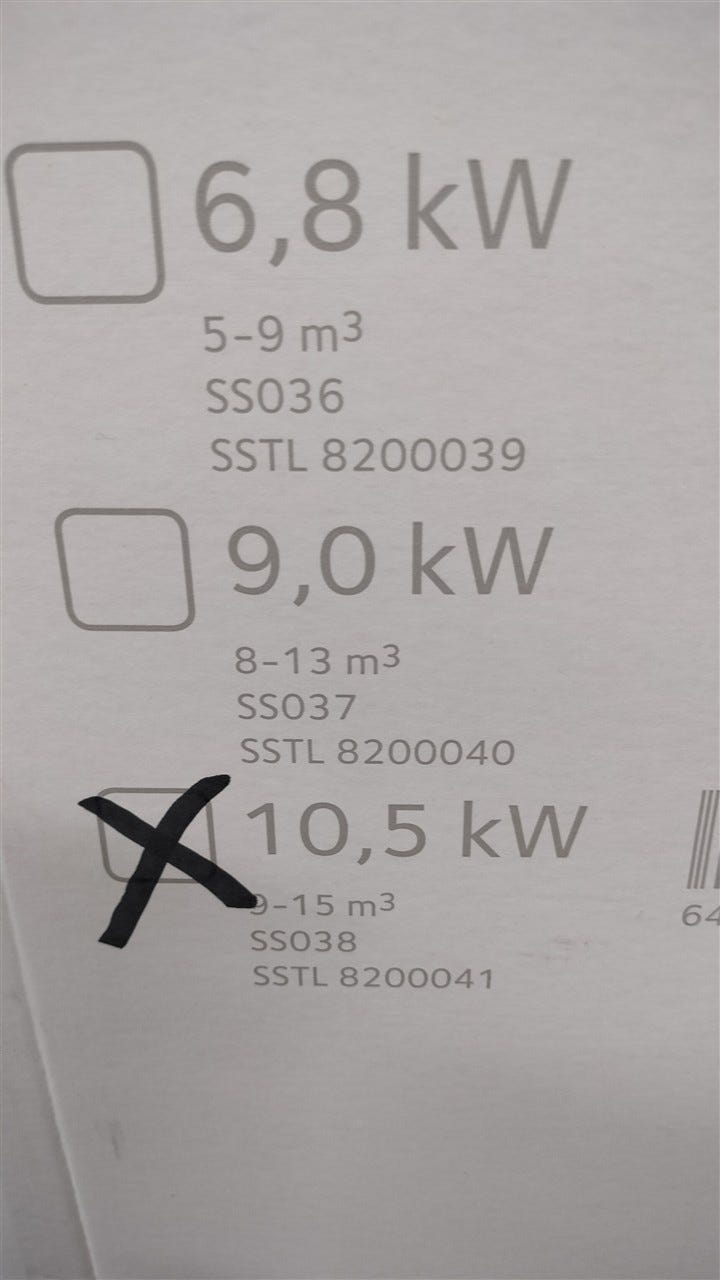 6,8 kW
5-9 m³
SS036
SSTL 8200039
9,0 kW
8-13 m³
SS037
SSTL 8200040
10,5 kW
9-15 m³
SS038
SSTL 8200041
64